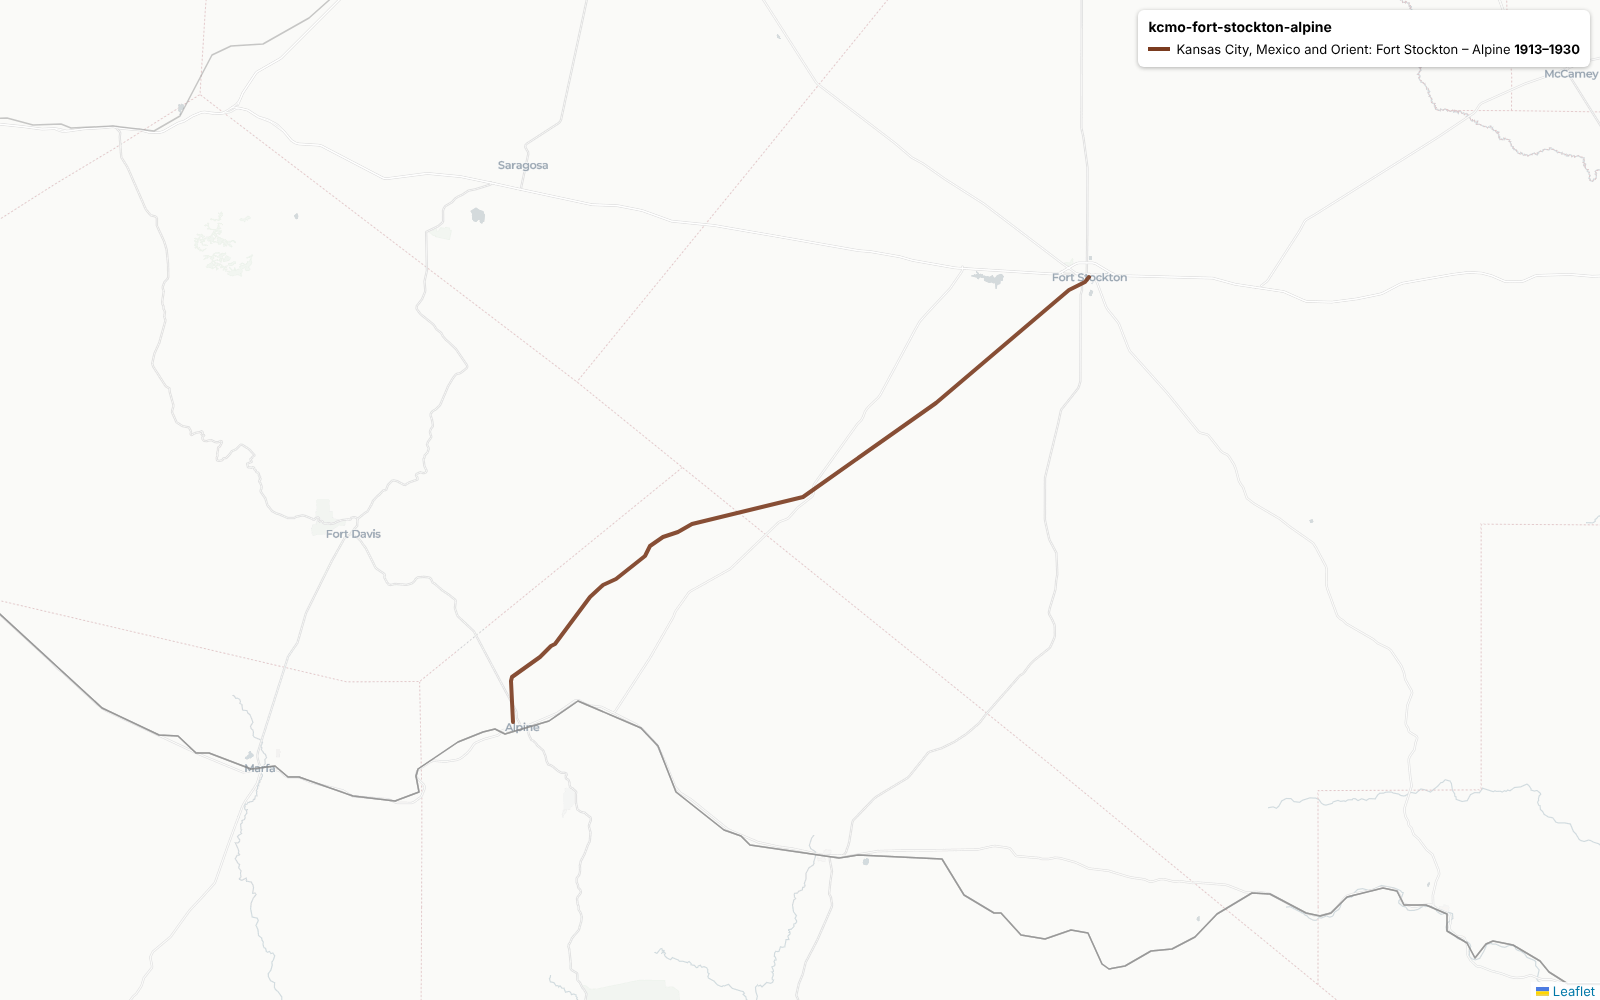 kcmo-fort-stockton-alpine
Kansas City, Mexico and Orient: Fort Stockton – Alpine 1913–1930
McCamey
Saragosa
Fort Stockton
Fort Davis
Alpine
Marfa
Leaflet